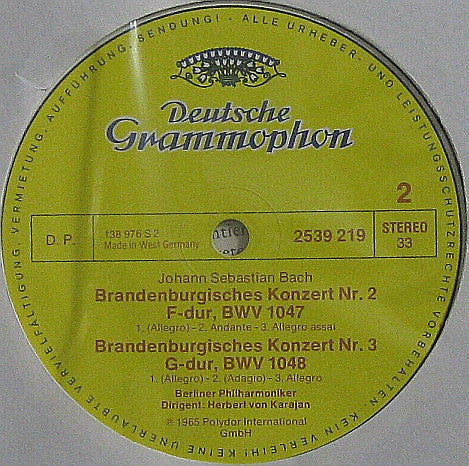 VERVIELFÄLTIGUNG, VERMIETUNG, AUFFÜHRUNG, SENDUNG! · ALLE URHEBER- UND LEISTUNGSSCHUTZRECHTE VORBEHALTEN · KEIN VERLEIH! KEINE UNERLAUBTE
Deutsche
Grammophon
2
D. P.
138 976 S 2
Made in West Germany
2539 219
STEREO
33
Johann Sebastian Bach
Brandenburgisches Konzert Nr. 2
F-dur, BWV 1047
1. (Allegro) - 2. Andante - 3. Allegro assai
Brandenburgisches Konzert Nr. 3
G-dur, BWV 1048
1. (Allegro) - (Adagio) - 2. Allegro
Berliner Philharmoniker
Dirigent: Herbert von Karajan
℗ 1965 Polydor International
GmbH